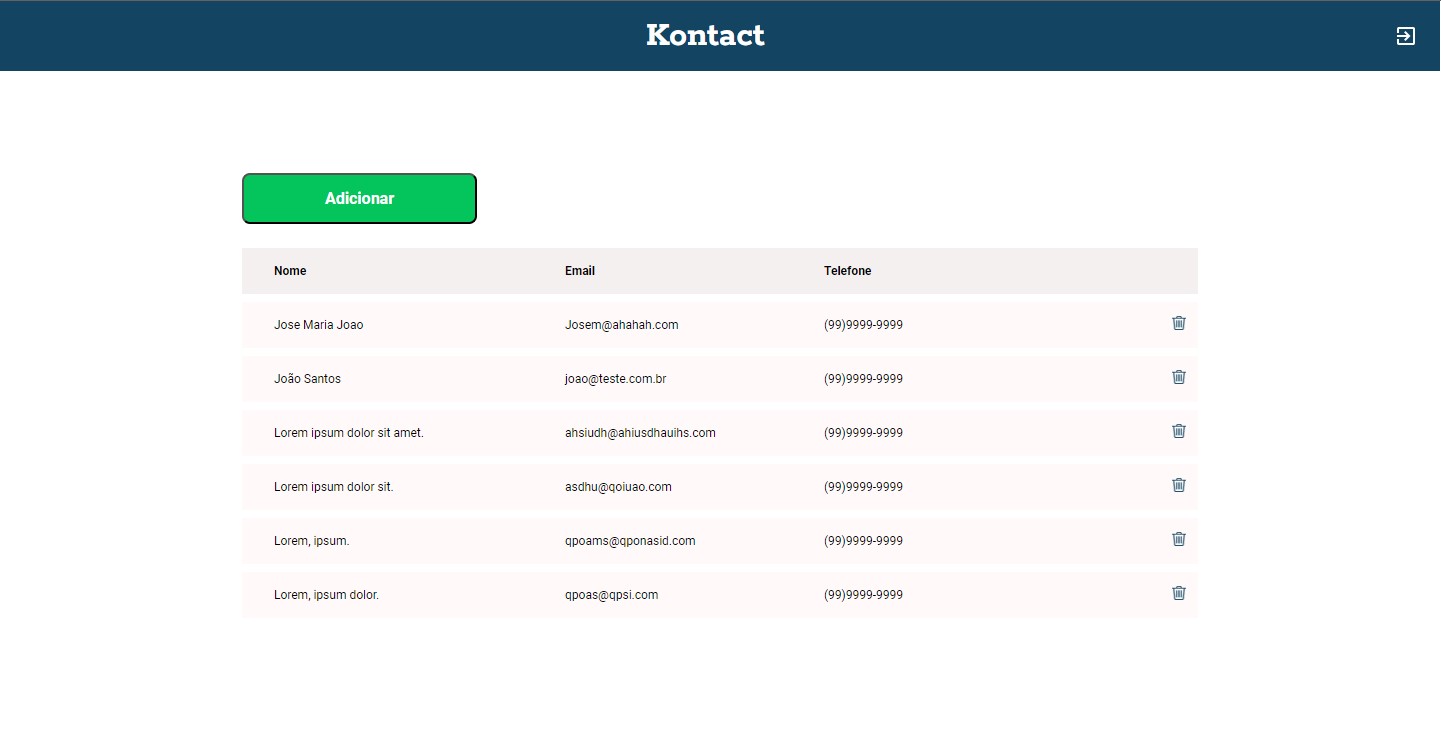 Kontact
Adicionar
Nome Email Telefone
Jose Maria Joao Josem@ahahah.com (99)9999-9999
João Santos joao@teste.com.br (99)9999-9999
Lorem ipsum dolor sit amet. ahsiudh@ahiusdhauihs.com (99)9999-9999
Lorem ipsum dolor sit. asdhu@qoiuao.com (99)9999-9999
Lorem, ipsum. qpoams@qponasid.com (99)9999-9999
Lorem, ipsum dolor. qpoas@qpsi.com (99)9999-9999